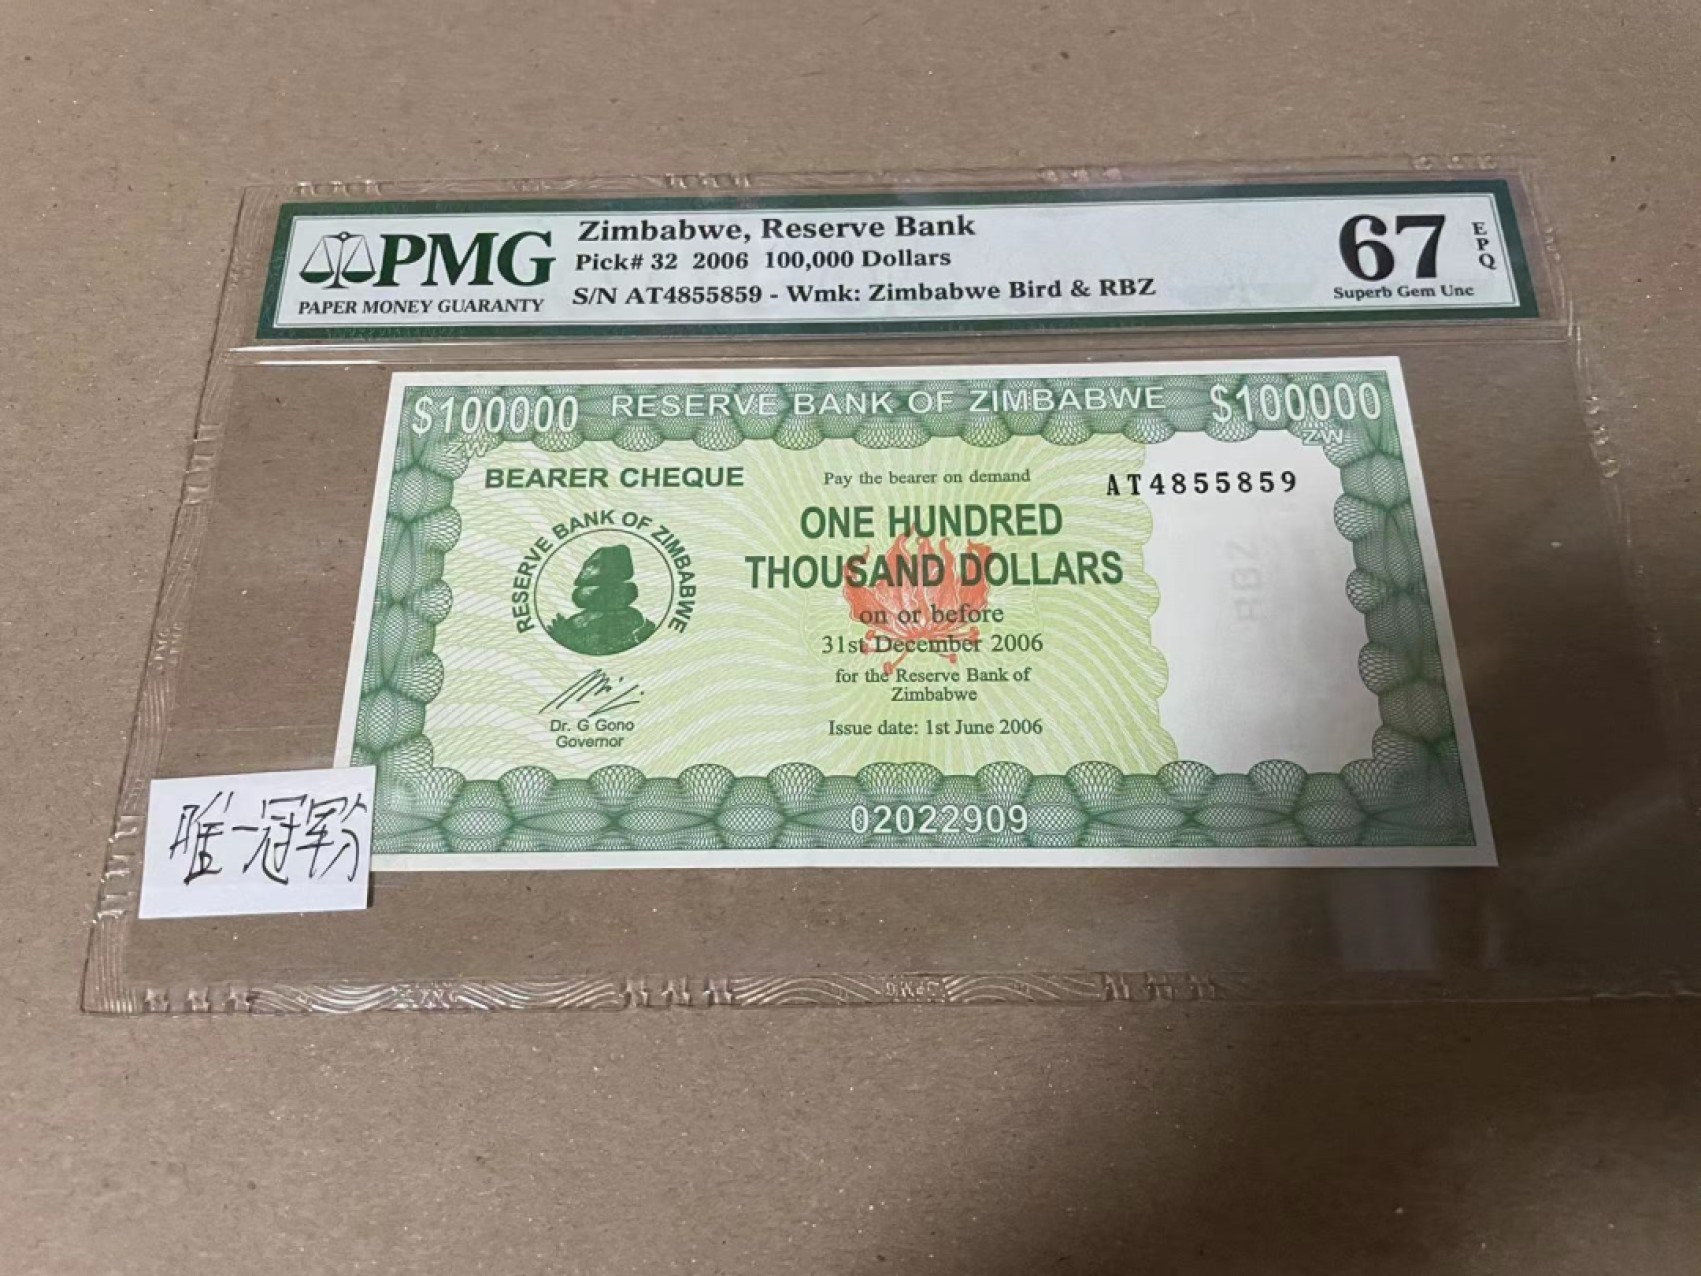 PMG
PAPER MONEY GUARANTY
Zimbabwe, Reserve Bank
Pick# 32 2006 100,000 Dollars
S/N AT4855859 - Wmk: Zimbabwe Bird & RBZ
67
EPQ
Superb Gem Unc
$100000
ZW
RESERVE BANK OF ZIMBABWE
$100000
ZW
BEARER CHEQUE
Pay the bearer on demand
AT4855859
RESERVE BANK OF ZIMBABWE
ONE HUNDRED
THOUSAND DOLLARS
on or before
31st December 2006
for the Reserve Bank of
Zimbabwe
Issue date: 1st June 2006
RBZ
Dr. G Gono
Governor
02022909
唯一冠军分